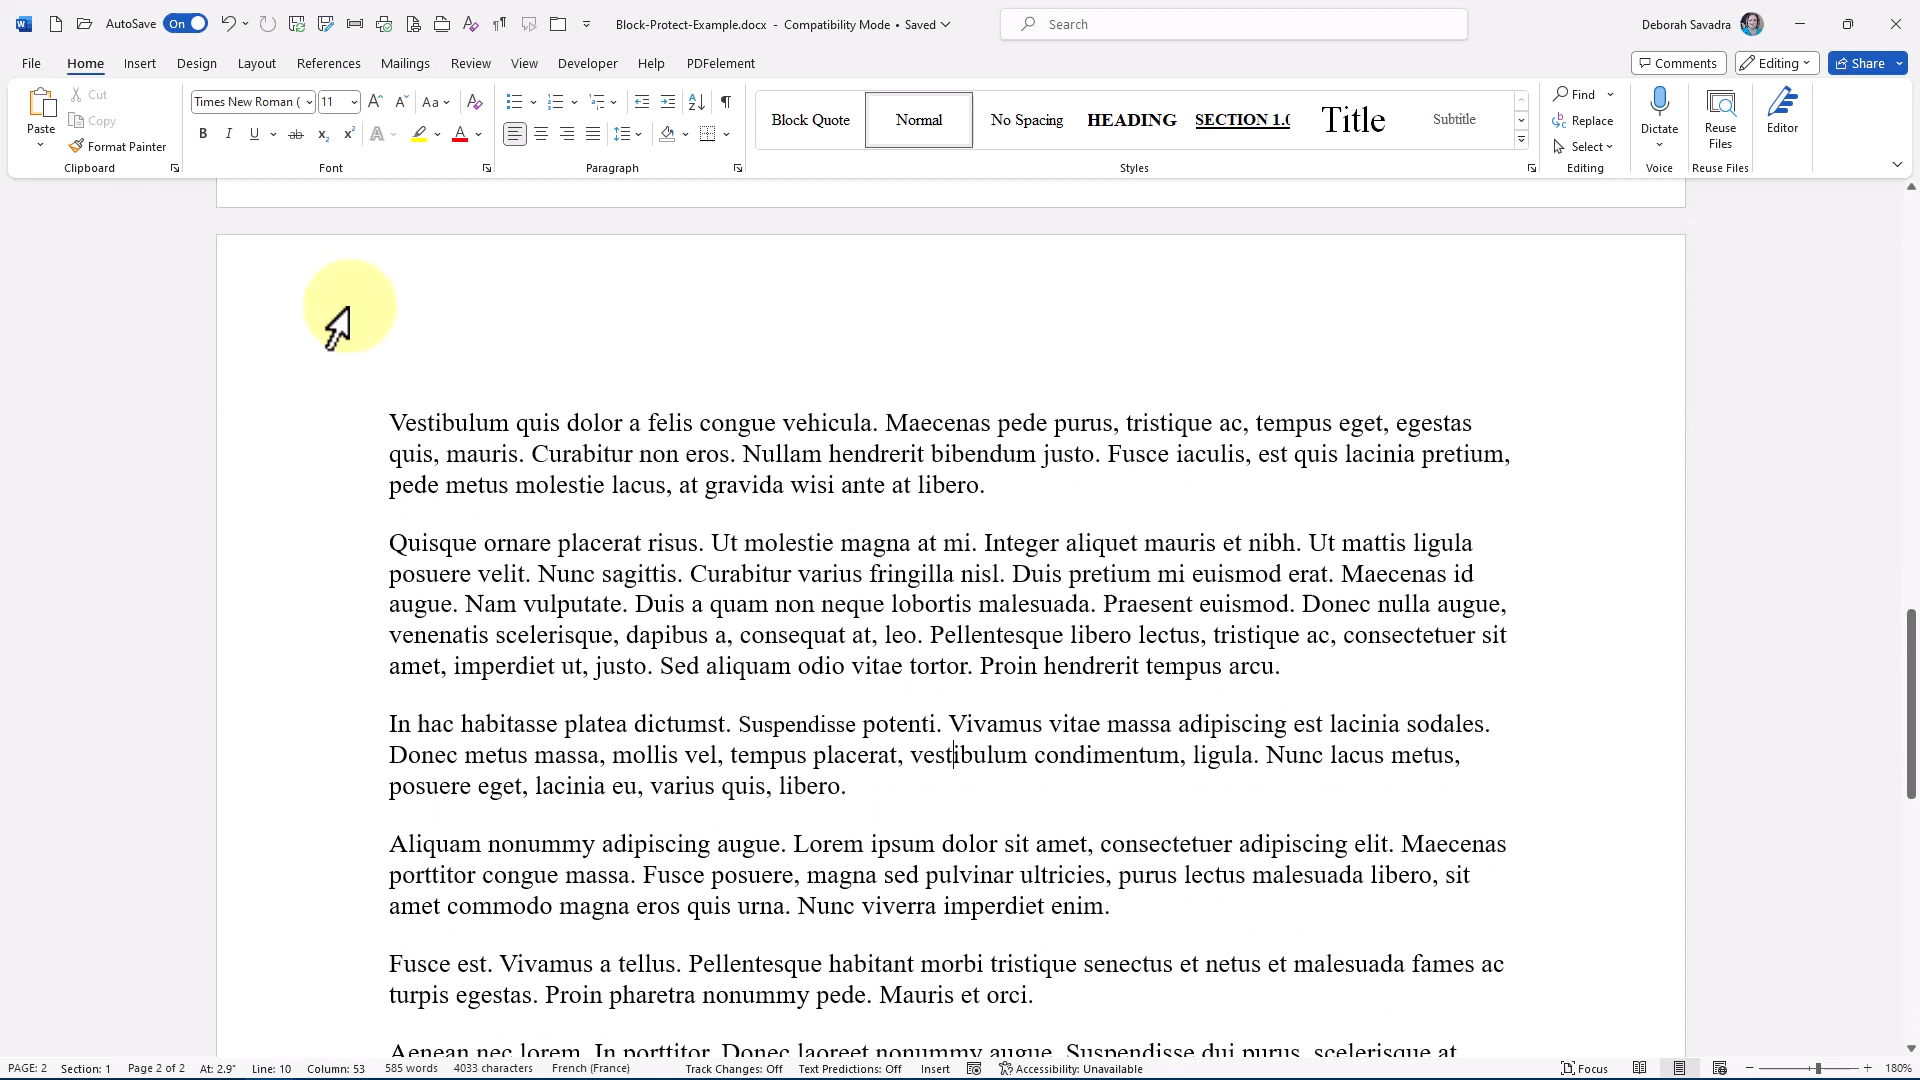 AutoSave On Block-Protect-Example.docx - Compatibility Mode • Saved Search Deborah Savadra
File Home Insert Design Layout References Mailings Review View Developer Help PDFelement Comments Editing Share
Paste
Cut
Copy
Format Painter
Clipboard
Times New Roman ( 11
Font
Paragraph
Block Quote Normal No Spacing HEADING SECTION 1.0 Title Subtitle
Styles
Find
Replace
Select
Editing
Dictate
Voice
Reuse
Files
Reuse Files
Editor
Vestibulum quis dolor a felis congue vehicula. Maecenas pede purus, tristique ac, tempus eget, egestas
quis, mauris. Curabitur non eros. Nullam hendrerit bibendum justo. Fusce iaculis, est quis lacinia pretium,
pede metus molestie lacus, at gravida wisi ante at libero.
Quisque ornare placerat risus. Ut molestie magna at mi. Integer aliquet mauris et nibh. Ut mattis ligula
posuere velit. Nunc sagittis. Curabitur varius fringilla nisl. Duis pretium mi euismod erat. Maecenas id
augue. Nam vulputate. Duis a quam non neque lobortis malesuada. Praesent euismod. Donec nulla augue,
venenatis scelerisque, dapibus a, consequat at, leo. Pellentesque libero lectus, tristique ac, consectetuer sit
amet, imperdiet ut, justo. Sed aliquam odio vitae tortor. Proin hendrerit tempus arcu.
In hac habitasse platea dictumst. Suspendisse potenti. Vivamus vitae massa adipiscing est lacinia sodales.
Donec metus massa, mollis vel, tempus placerat, vestibulum condimentum, ligula. Nunc lacus metus,
posuere eget, lacinia eu, varius quis, libero.
Aliquam nonummy adipiscing augue. Lorem ipsum dolor sit amet, consectetuer adipiscing elit. Maecenas
porttitor congue massa. Fusce posuere, magna sed pulvinar ultricies, purus lectus malesuada libero, sit
amet commodo magna eros quis urna. Nunc viverra imperdiet enim.
Fusce est. Vivamus a tellus. Pellentesque habitant morbi tristique senectus et netus et malesuada fames ac
turpis egestas. Proin pharetra nonummy pede. Mauris et orci.
Aenean nec lorem. In porttitor. Donec laoreet nonummy augue. Suspendisse dui purus, scelerisque at
PAGE: 2 Section: 1 Page 2 of 2 At: 2.9" Line: 10 Column: 53 585 words 4033 characters French (France) Track Changes: Off Text Predictions: Off Insert Accessibility: Unavailable Focus 180%